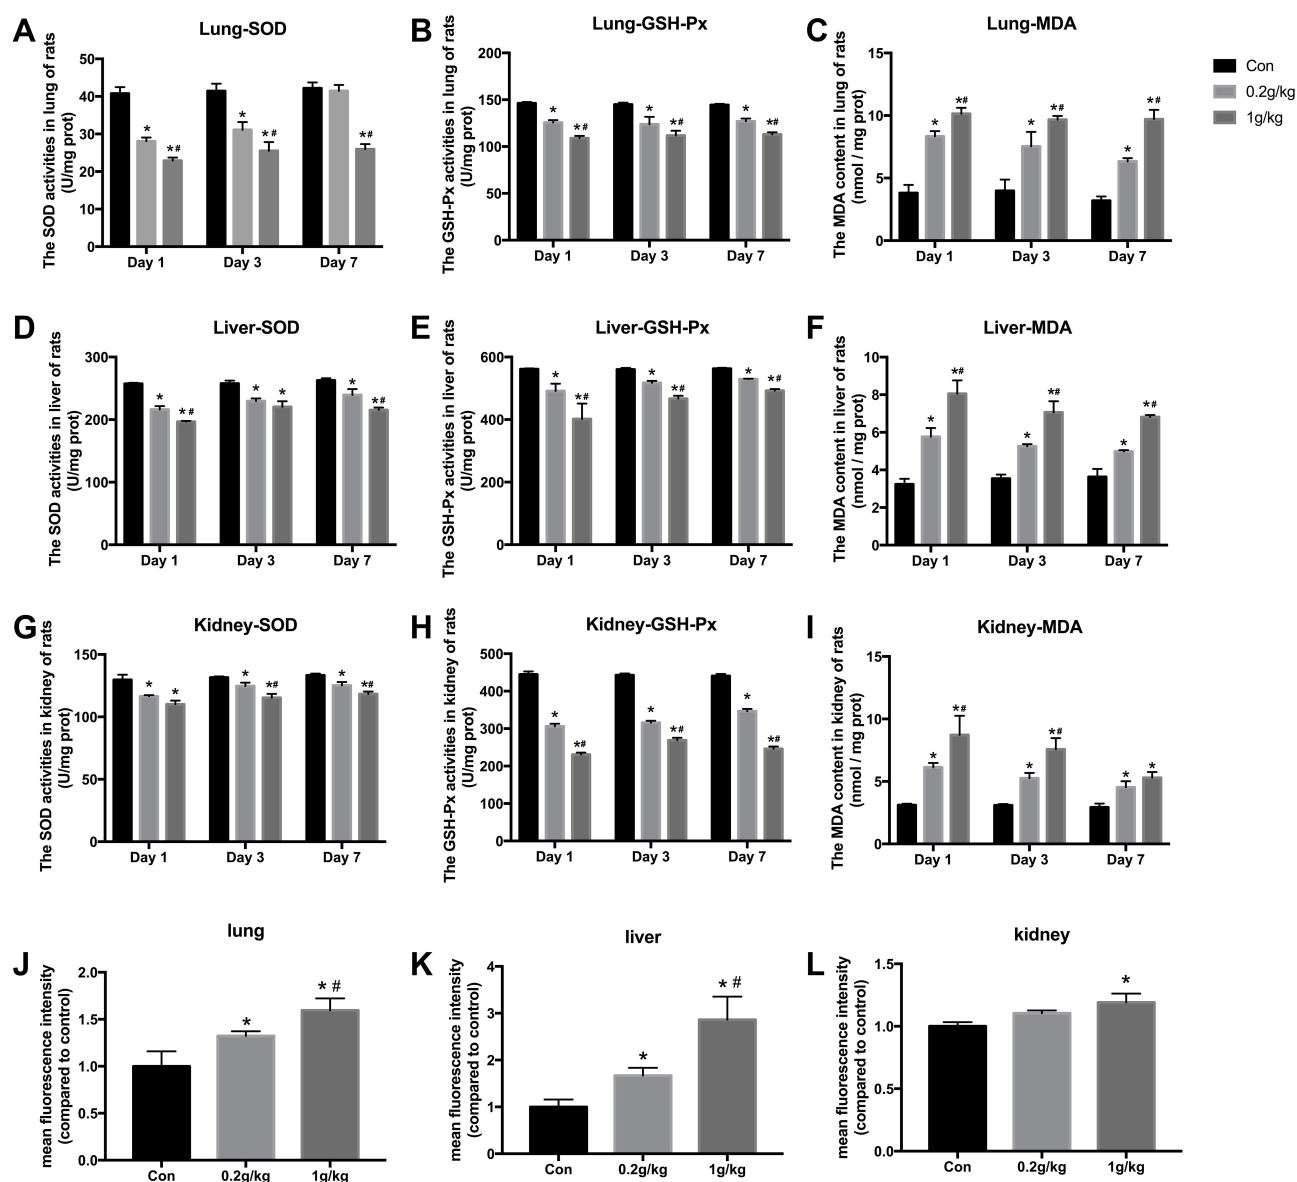 A
Lung-SOD
The SOD activities in lung of rats
(U/mg prot)
50
40
30
20
10
0
*
*#
*
*#
*#
Day 1
Day 3
Day 7
B
Lung-GSH-Px
The GSH-Px activities in lung of rats
(U/mg prot)
200
150
100
50
0
*
*#
*
*#
*
*#
Day 1
Day 3
Day 7
C
Lung-MDA
The MDA content in lung of rats
(nmol / mg prot)
15
10
5
0
*
*#
*
*#
*
*#
Day 1
Day 3
Day 7
Con
0.2g/kg
1g/kg
D
Liver-SOD
The SOD activities in liver of rats
(U/mg prot)
300
200
100
0
*
*#
*
*
*
*#
Day 1
Day 3
Day 7
E
Liver-GSH-Px
The GSH-Px activities in liver of rats
(U/mg prot)
600
400
200
0
*
*#
*
*#
*
*#
Day 1
Day 3
Day 7
F
Liver-MDA
The MDA content in liver of rats
(nmol / mg prot)
10
8
6
4
2
0
*
*#
*
*#
*
*#
Day 1
Day 3
Day 7
G
Kidney-SOD
The SOD activities in kidney of rats
(U/mg prot)
150
100
50
0
*
*
*
*#
*
*#
Day 1
Day 3
Day 7
H
Kidney-GSH-Px
The GSH-Px activities in kidney of rats
(U/mg prot)
500
400
300
200
100
0
*
*#
*
*#
*
*#
Day 1
Day 3
Day 7
I
Kidney-MDA
The MDA content in kidney of rats
(nmol / mg prot)
15
10
5
0
*
*#
*
*#
*
*
Day 1
Day 3
Day 7
J
lung
mean fluorescence intensity
(compared to control)
2.0
1.5
1.0
0.5
0.0
*
* #
Con
0.2g/kg
1g/kg
K
liver
mean fluorescence intensity
(compared to control)
4
3
2
1
0
*
* #
Con
0.2g/kg
1g/kg
L
kidney
mean fluorescence intensity
(compared to control)
1.5
1.0
0.5
0.0
*
Con
0.2g/kg
1g/kg